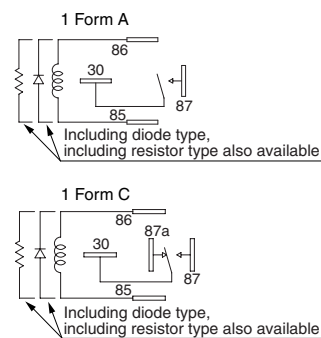 1 Form A
86
30
87
85
Including diode type,
including resistor type also available
1 Form C
86
87a
30
87
85
Including diode type,
including resistor type also available